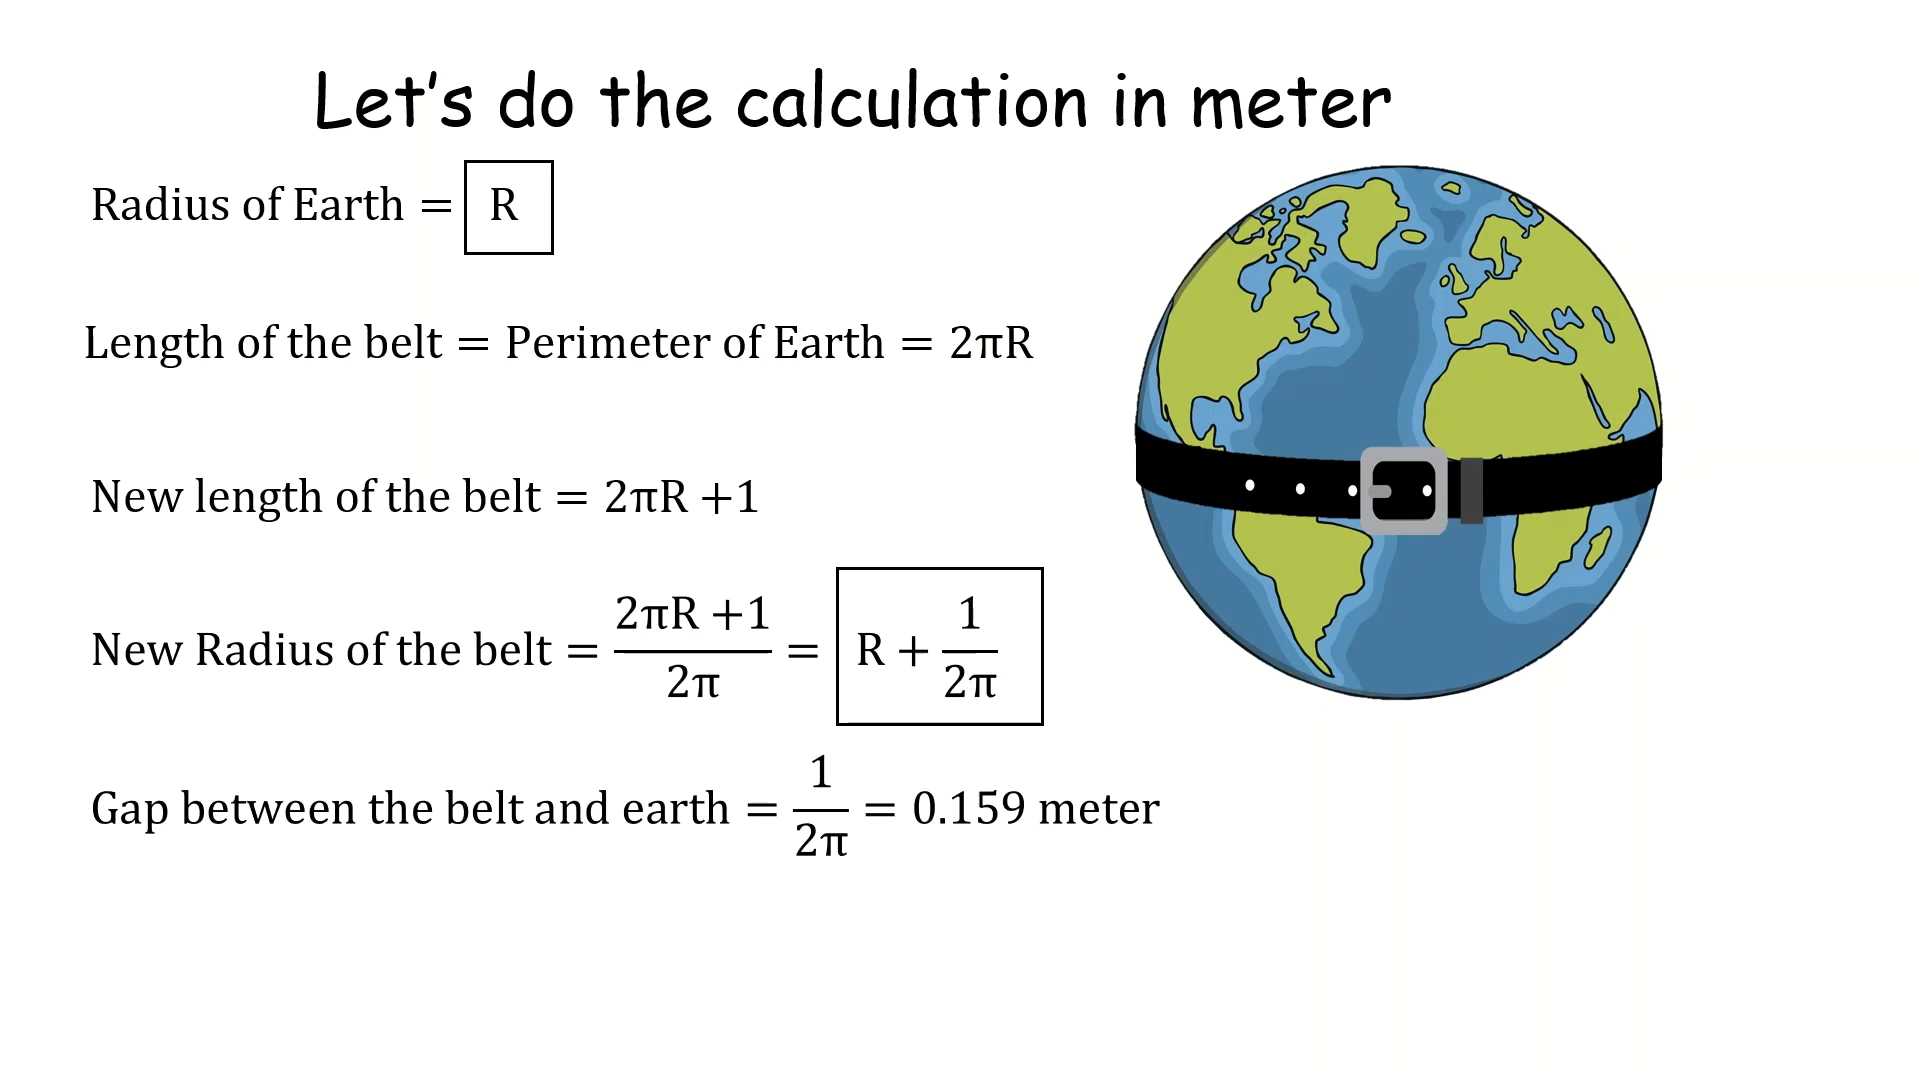 Let's do the calculation in meter
Radius of Earth = R
Length of the belt = Perimeter of Earth = 2πR
New length of the belt = 2πR +1
New Radius of the belt = (2πR +1)/2π = R + 1/2π
Gap between the belt and earth = 1/2π = 0.159 meter